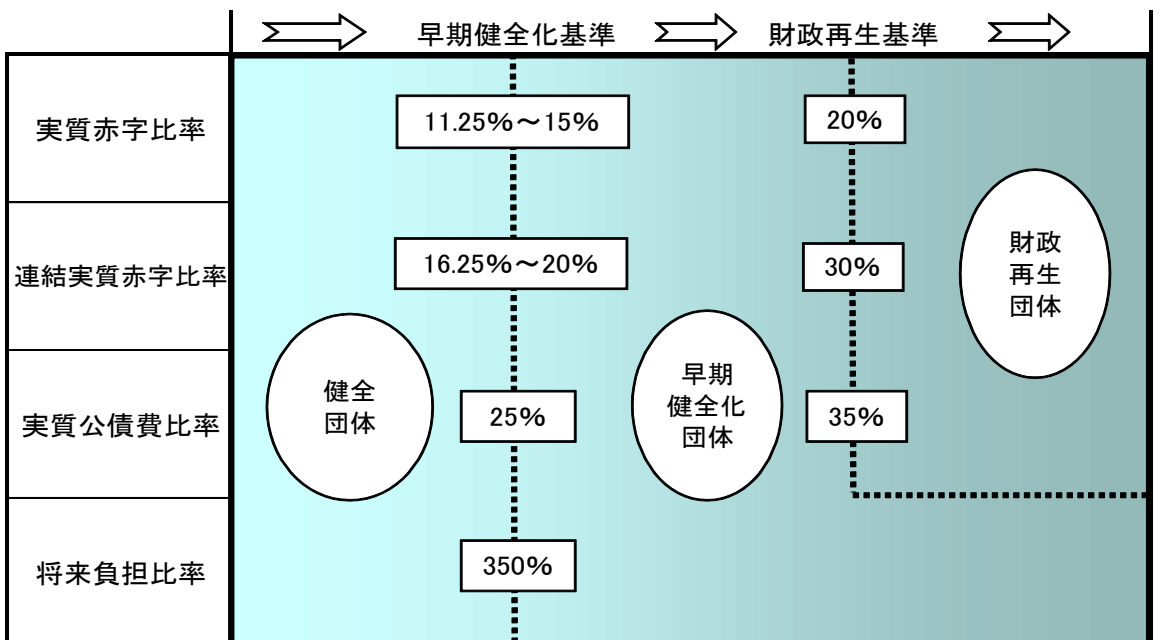 早期健全化基準
財政再生基準
実質赤字比率
11.25%～15%
20%
連結実質赤字比率
16.25%～20%
30%
財政
再生
団体
実質公債費比率
健全
団体
25%
早期
健全化
団体
35%
将来負担比率
350%